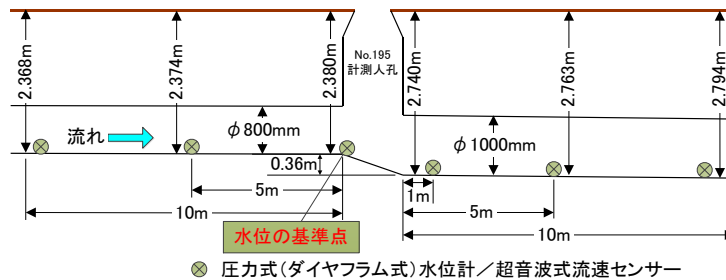 No.195
計測人孔
2.368m
2.374m
2.380m
2.740m
2.763m
2.794m
流れ
φ800mm
φ1000mm
0.36m
1m
5m
5m
10m
10m
水位の基準点
圧力式(ダイヤフラム式)水位計/超音波式流速センサー